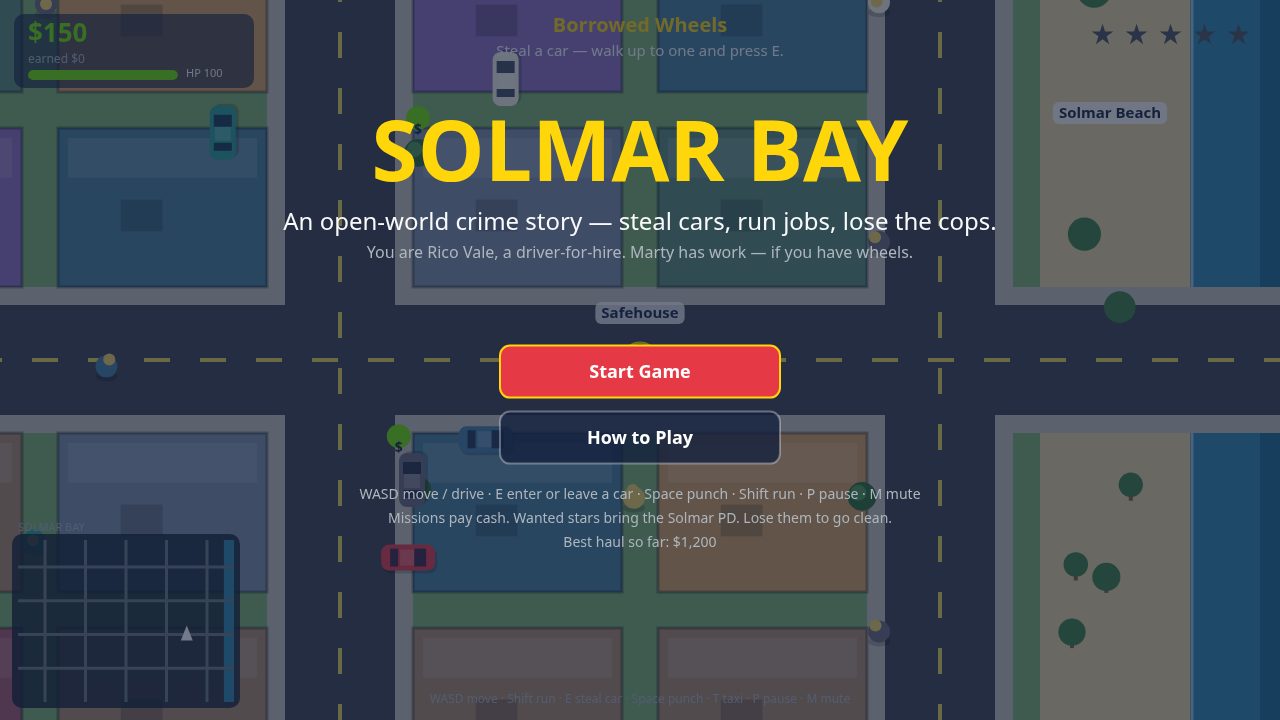 $150
earned $0
HP 100
Borrowed Wheels
Steal a car — walk up to one and press E.
★ ★ ★ ★ ★
Solmar Beach
$
SOLMAR BAY
An open-world crime story — steal cars, run jobs, lose the cops.
You are Rico Vale, a driver-for-hire. Marty has work — if you have wheels.
Safehouse
Start Game
How to Play
$
WASD move / drive · E enter or leave a car · Space punch · Shift run · P pause · M mute
Missions pay cash. Wanted stars bring the Solmar PD. Lose them to go clean.
Best haul so far: $1,200
SOLMAR BAY
WASD move · Shift run · E steal car · Space punch · T taxi · P pause · M mute